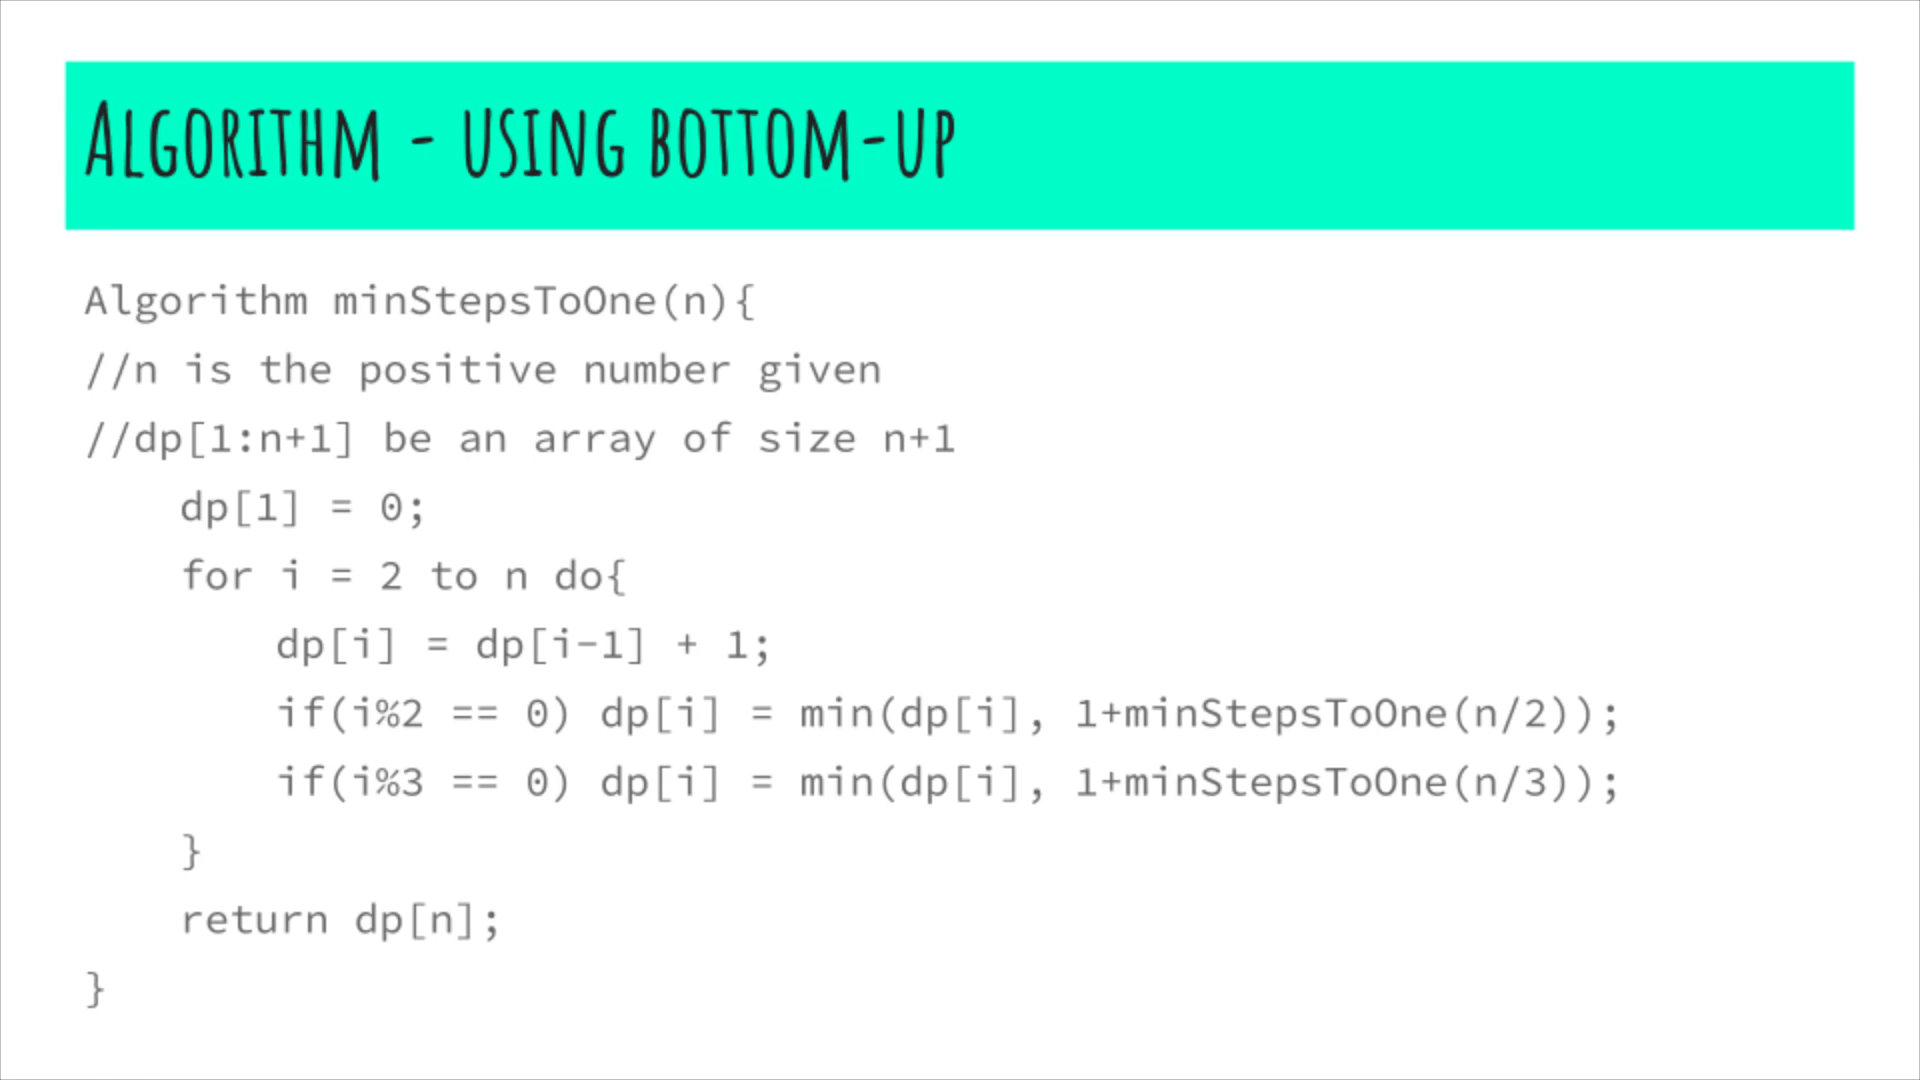 Algorithm - using bottom-up
Algorithm minStepsToOne(n){
//n is the positive number given
//dp[1:n+1] be an array of size n+1
dp[1] = 0;
for i = 2 to n do{
dp[i] = dp[i-1] + 1;
if(i%2 == 0) dp[i] = min(dp[i], 1+minStepsToOne(n/2));
if(i%3 == 0) dp[i] = min(dp[i], 1+minStepsToOne(n/3));
}
return dp[n];
}